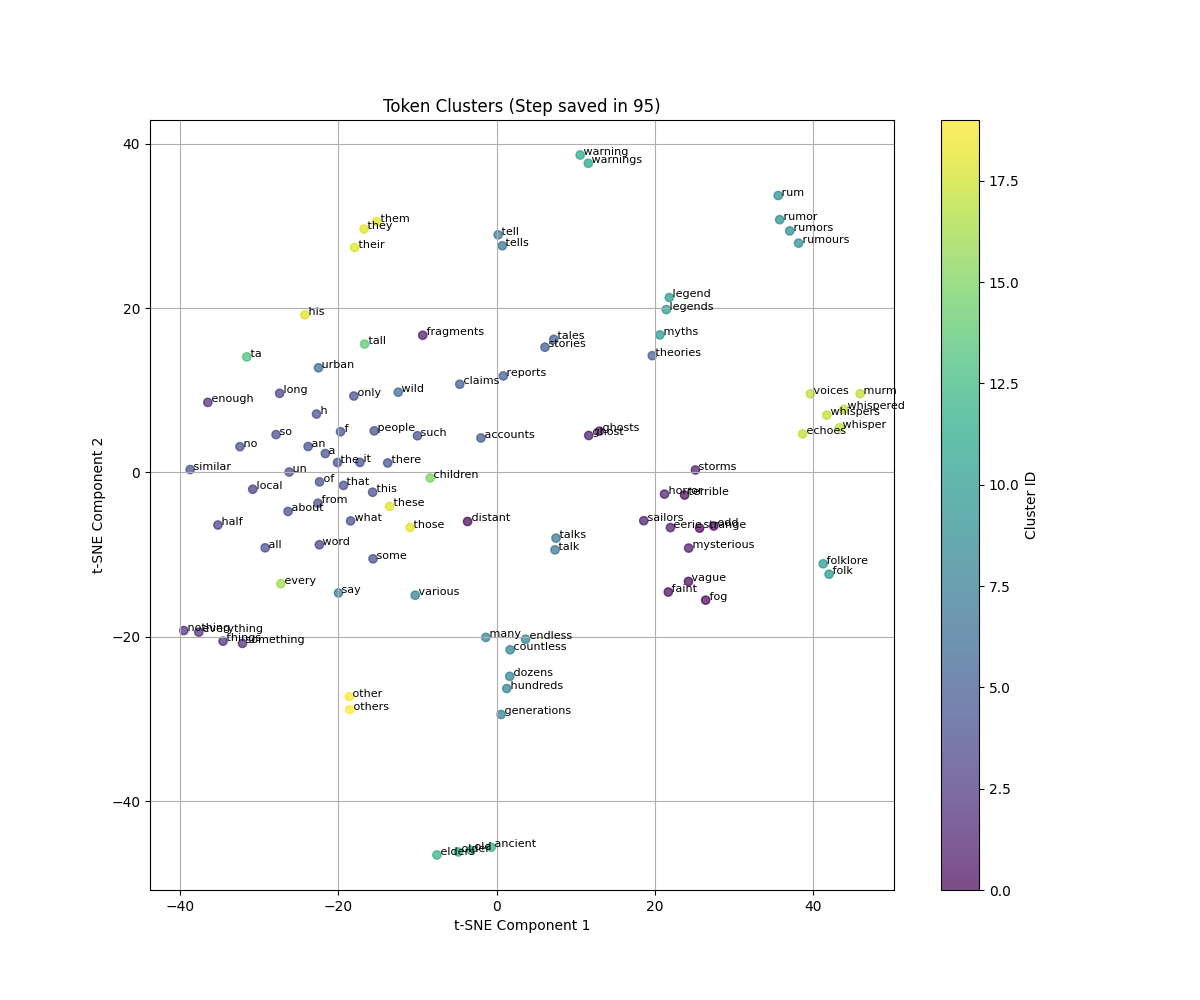 Token Clusters (Step saved in 95)
warning
warnings
rum
rumor
rumors
rumours
them
they
their
tell
tells
legend
legends
his
tall
fragments
tales
stories
myths
theories
ta
urban
reports
claims
long
only
wild
enough
voices
murm
whispered
whispers
whisper
echoes
h
so
f
people
such
accounts
ghosts
ghost
no
an
a
the
it
there
similar
un
of
that
children
storms
local
this
horror
terrible
from
these
about
what
those
distant
sailors
eerie
strange
odd
half
all
word
some
talks
talk
mysterious
folklore
folk
every
say
various
vague
faint
fog
nothing
everything
things
something
many
endless
countless
dozens
hundreds
generations
other
others
elders
older
old
ancient
40
20
0
−20
−40
−40
−20
0
20
40
t-SNE Component 1
t-SNE Component 2
17.5
15.0
12.5
10.0
7.5
5.0
2.5
0.0
Cluster ID